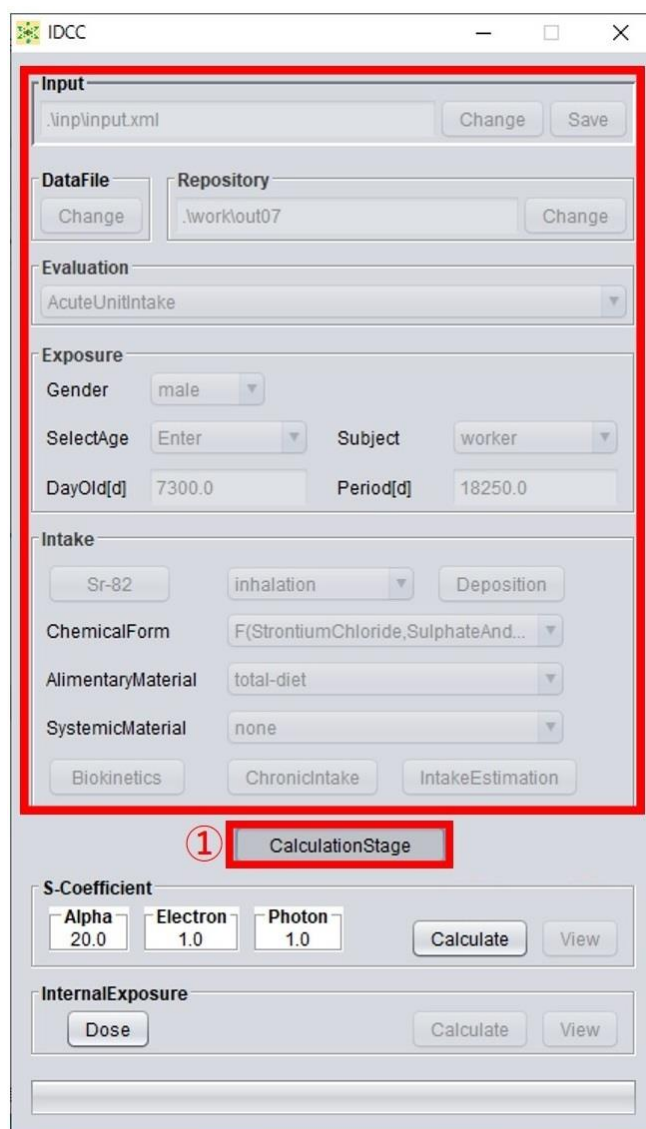 IDCC
Input
.\inp\input.xml Change Save
DataFile Repository
Change .\work\out07 Change
Evaluation
AcuteUnitIntake
Exposure
Gender male
SelectAge Enter Subject worker
DayOld[d] 7300.0 Period[d] 18250.0
Intake
Sr-82 inhalation Deposition
ChemicalForm F(StrontiumChloride,SulphateAnd...
AlimentaryMaterial total-diet
SystemicMaterial none
Biokinetics ChronicIntake IntakeEstimation
① CalculationStage
S-Coefficient
Alpha Electron Photon
20.0 1.0 1.0 Calculate View
InternalExposure
Dose Calculate View